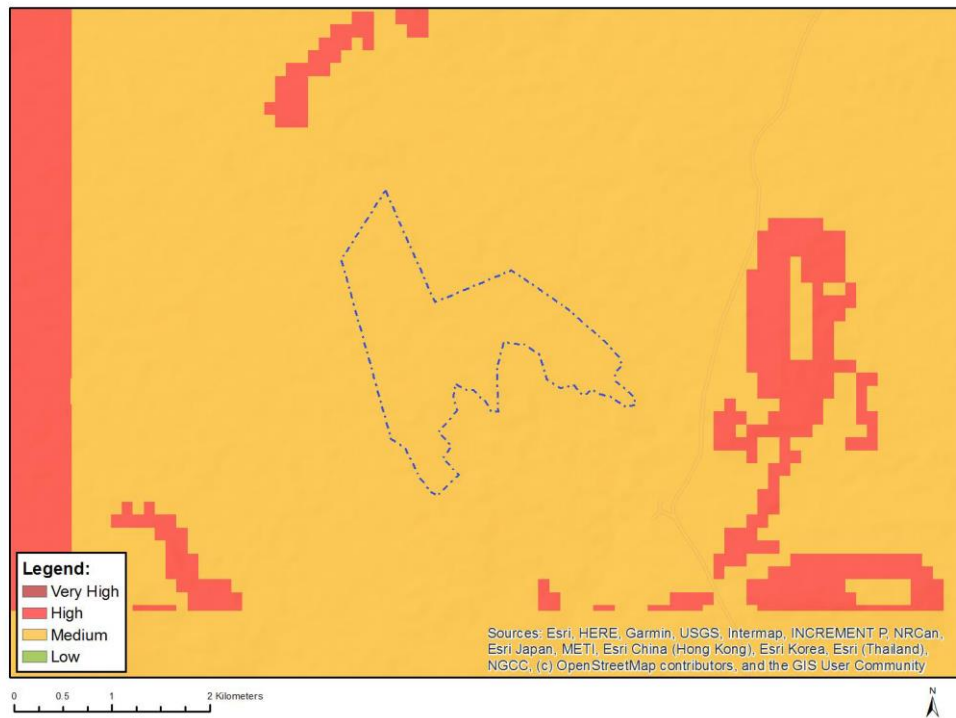 Legend:
Very High
High
Medium
Low
Sources: Esri, HERE, Garmin, USGS, Intermap, INCREMENT P, NRCan,
Esri Japan, METI, Esri China (Hong Kong), Esri Korea, Esri (Thailand),
NGCC, (c) OpenStreetMap contributors, and the GIS User Community
0 0.5 1 2 Kilometers
N